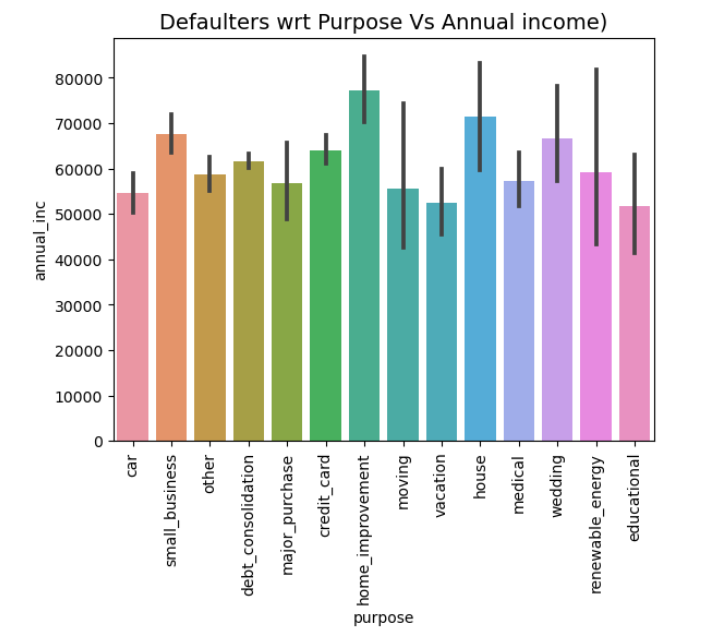 Defaulters wrt Purpose Vs Annual income)
annual_inc
80000
70000
60000
50000
40000
30000
20000
10000
0
car
small_business
other
debt_consolidation
major_purchase
credit_card
home_improvement
moving
vacation
house
medical
wedding
renewable_energy
educational
purpose